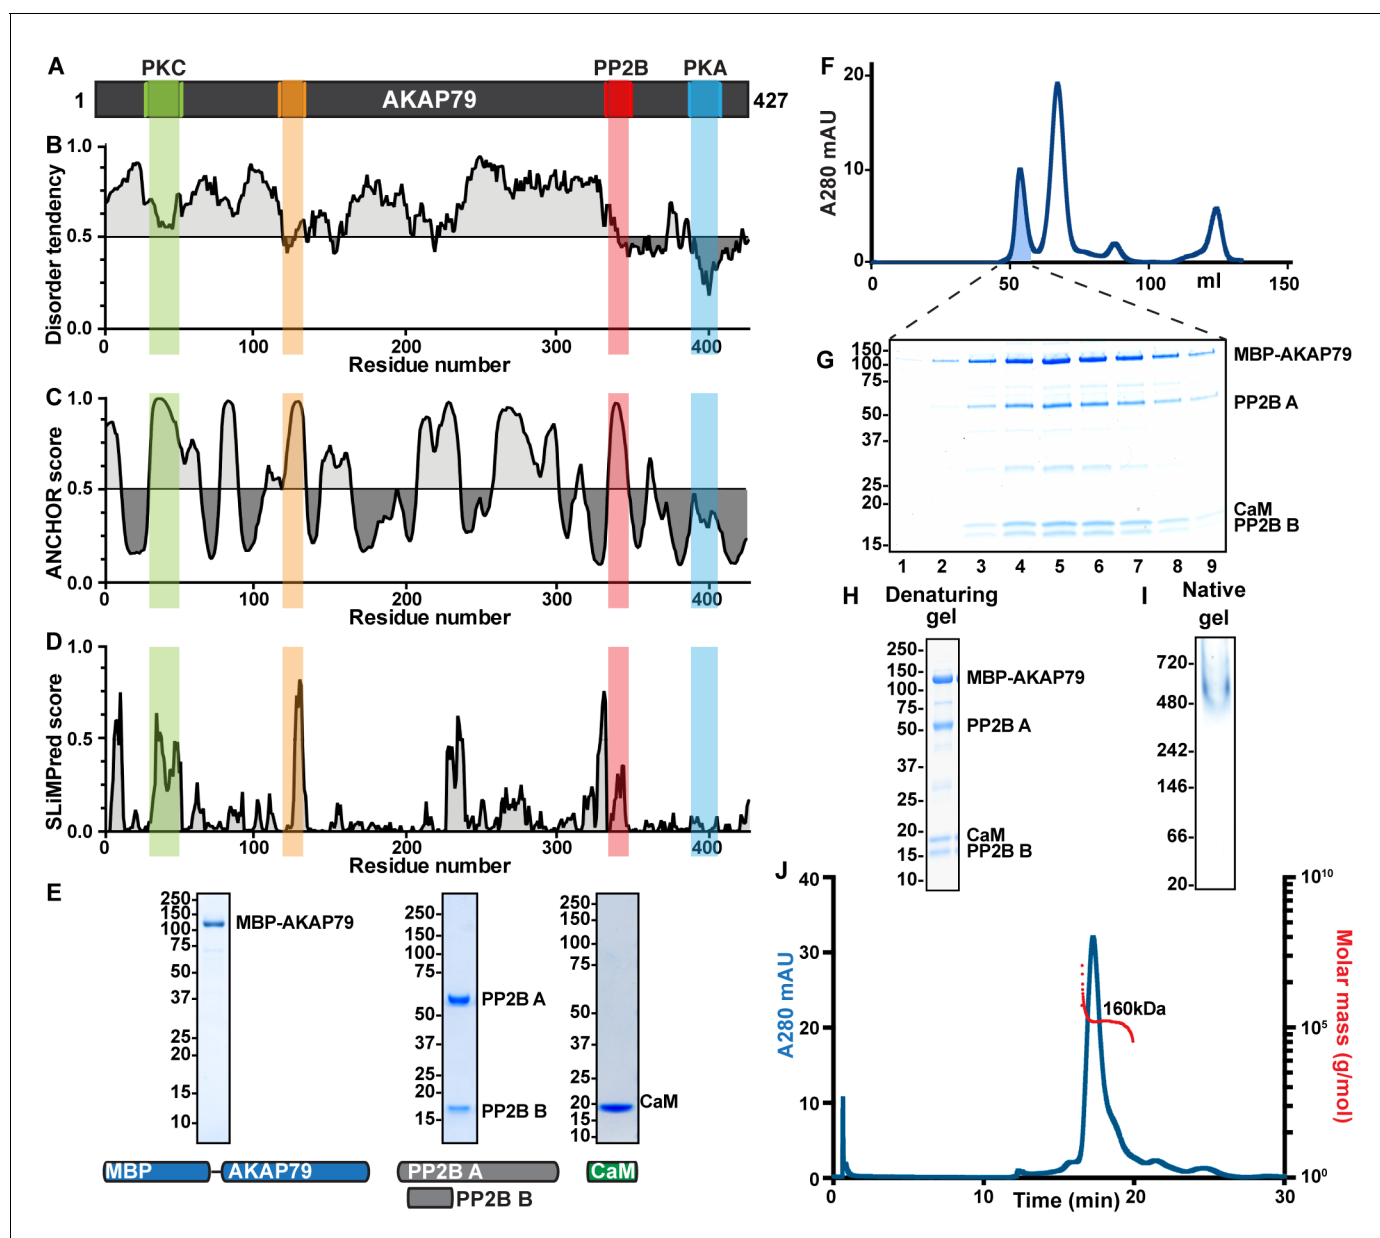 A
PKC
PP2B
PKA
1
AKAP79
427
B
1.0
0.5
0.0
Disorder tendency
0
100
200
300
400
Residue number
C
1.0
0.5
0.0
ANCHOR score
0
100
200
300
400
Residue number
D
1.0
0.5
0.0
SLiMPred score
0
100
200
300
400
Residue number
E
250
150
100
75
50
37
25
20
15
10
MBP-AKAP79
250
150
100
75
50
37
25
20
15
PP2B A
PP2B B
250
150
100
75
50
37
25
20
15
10
CaM
MBP
AKAP79
PP2B A
PP2B B
CaM
F
20
10
0
A280 mAU
0
50
100
ml
150
G
150
100
75
50
37
25
20
15
MBP-AKAP79
PP2B A
CaM
PP2B B
1 2 3 4 5 6 7 8 9
H
Denaturing
gel
250
150
100
75
50
37
25
20
15
10
MBP-AKAP79
PP2B A
CaM
PP2B B
I
Native
gel
720
480
242
146
66
20
J
40
30
20
10
0
A280 mAU
160kDa
10^10
10^5
10^0
Molar mass (g/mol)
0
10
20
30
Time (min)